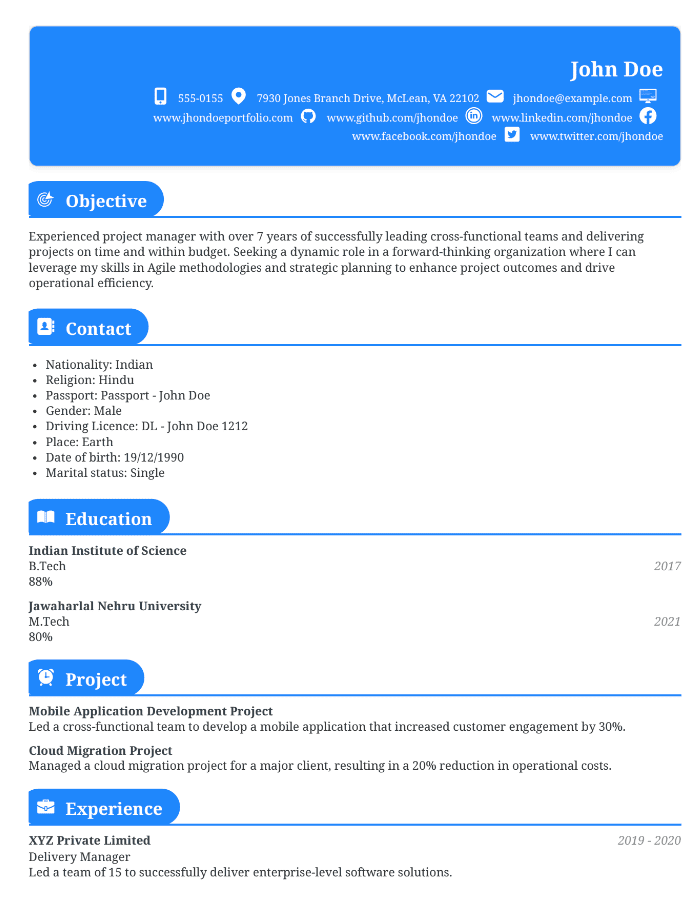 John Doe
555-0155 7930 Jones Branch Drive, McLean, VA 22102 jhondoe@example.com
www.jhondoeportfolio.com www.github.com/jhondoe www.linkedin.com/jhondoe
www.facebook.com/jhondoe www.twitter.com/jhondoe
Objective
Experienced project manager with over 7 years of successfully leading cross-functional teams and delivering
projects on time and within budget. Seeking a dynamic role in a forward-thinking organization where I can
leverage my skills in Agile methodologies and strategic planning to enhance project outcomes and drive
operational efficiency.
Contact
• Nationality: Indian
• Religion: Hindu
• Passport: Passport - John Doe
• Gender: Male
• Driving Licence: DL - John Doe 1212
• Place: Earth
• Date of birth: 19/12/1990
• Marital status: Single
Education
Indian Institute of Science
B.Tech 2017
88%
Jawaharlal Nehru University
M.Tech 2021
80%
Project
Mobile Application Development Project
Led a cross-functional team to develop a mobile application that increased customer engagement by 30%.
Cloud Migration Project
Managed a cloud migration project for a major client, resulting in a 20% reduction in operational costs.
Experience
XYZ Private Limited 2019 - 2020
Delivery Manager
Led a team of 15 to successfully deliver enterprise-level software solutions.